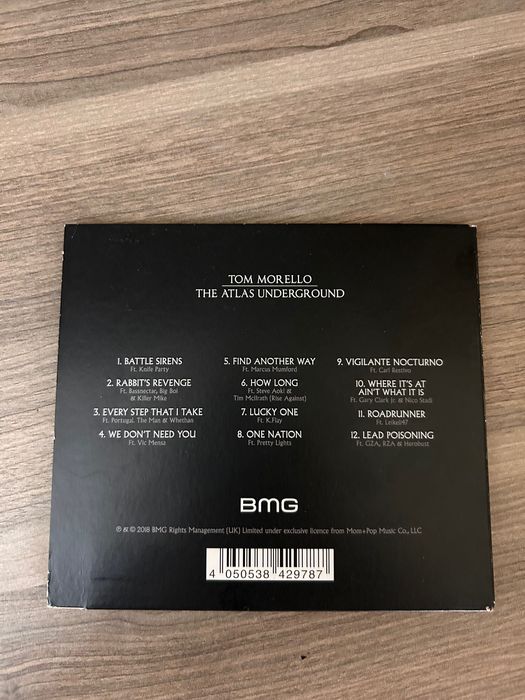 TOM MORELLO
THE ATLAS UNDERGROUND
1. BATTLE SIRENS
Ft. Knife Party
2. RABBIT'S REVENGE
Ft. Bassnectar, Big Boi
& Killer Mike
3. EVERY STEP THAT I TAKE
Ft. Portugal. The Man & Whethan
4. WE DON'T NEED YOU
Ft. Vic Mensa
5. FIND ANOTHER WAY
Ft. Marcus Mumford
6. HOW LONG
Ft. Steve Aoki &
Tim McIlrath (Rise Against)
7. LUCKY ONE
Ft. K.Flay
8. ONE NATION
Ft. Pretty Lights
9. VIGILANTE NOCTURNO
Ft. Carl Restivo
10. WHERE IT'S AT
AIN'T WHAT IT IS
Ft. Gary Clark Jr. & Nico Stadi
11. ROADRUNNER
Ft. Leikeli47
12. LEAD POISONING
Ft. GZA, RZA & Herobust
BMG
℗ & © 2018 BMG Rights Management (UK) Limited under exclusive licence from Mom+Pop Music Co., LLC
4 050538 429787